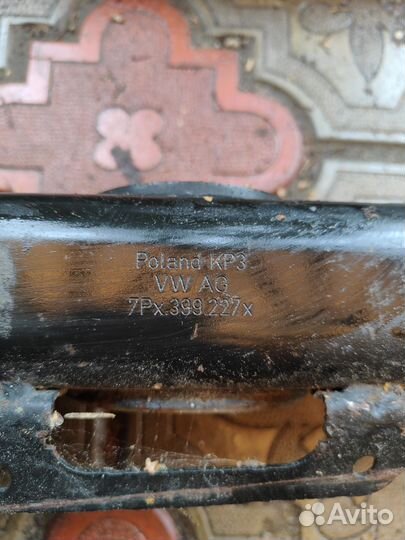 Poland KP3
VW AG
7Px.399.227x
Avito